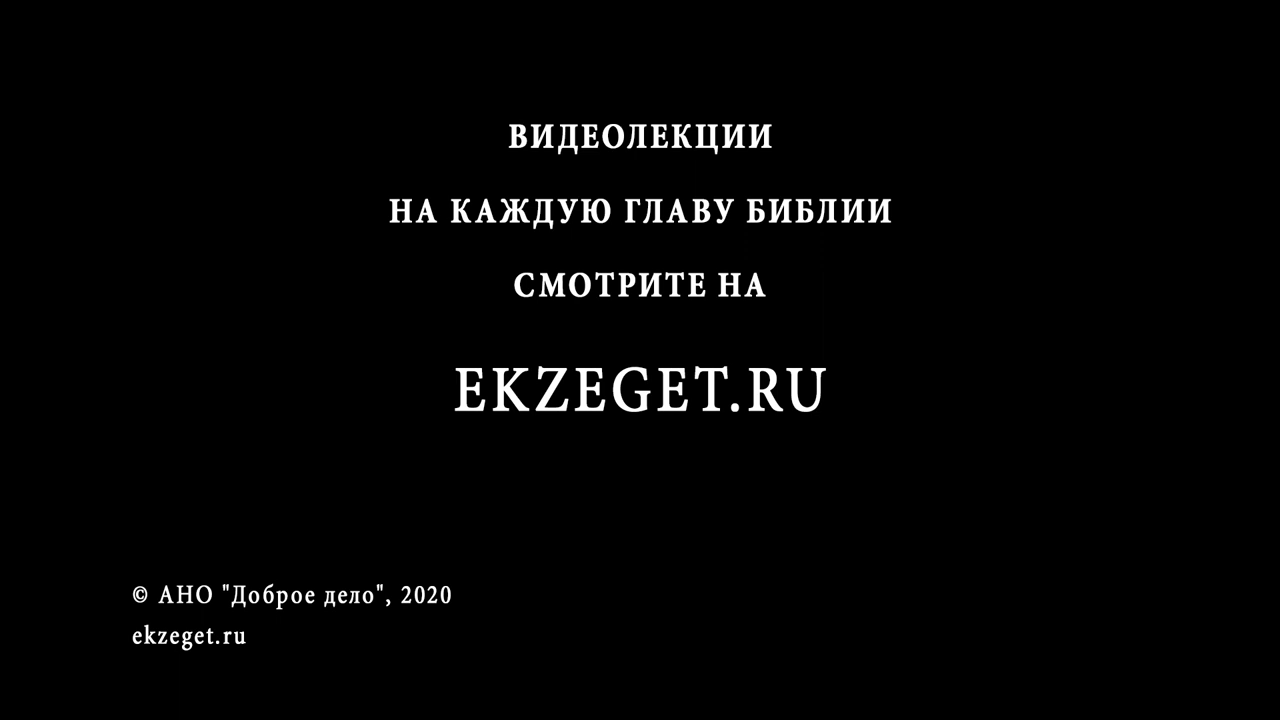 ВИДЕОЛЕКЦИИ
НА КАЖДУЮ ГЛАВУ БИБЛИИ
СМОТРИТЕ НА
EKZEGET.RU
© АНО "Доброе дело", 2020
ekzeget.ru